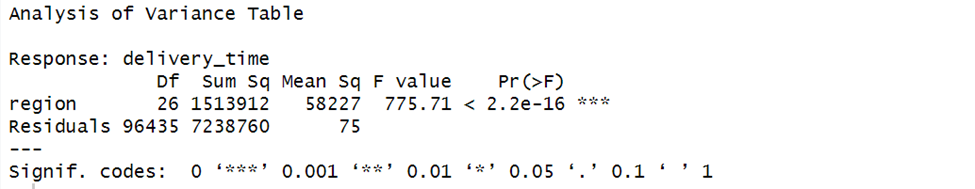 Analysis of Variance Table
Response: delivery_time
Df Sum Sq Mean Sq F value Pr(>F)
region 26 1513912 58227 775.71 < 2.2e-16 ***
Residuals 96435 7238760 75
---
Signif. codes: 0 ‘***’ 0.001 ‘**’ 0.01 ‘*’ 0.05 ‘.’ 0.1 ‘ ’ 1